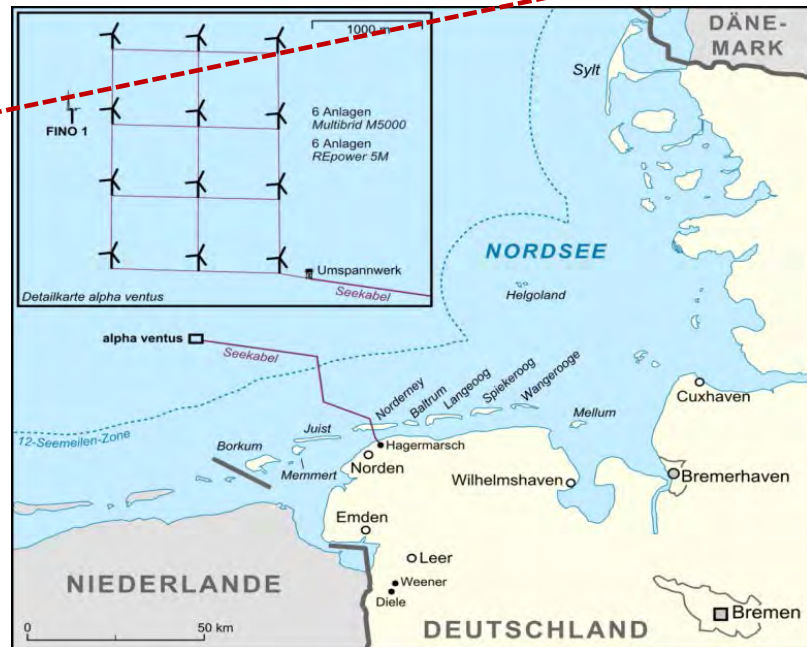 1000 m
DÄNE-
MARK
Sylt
FINO 1
6 Anlagen
Multibrid M5000
6 Anlagen
REpower 5M
NORDSEE
Umspannwerk
Helgoland
Seekabel
Detailkarte alpha ventus
alpha ventus
Seekabel
Norderney
Baltrum
Langeoog
Spiekeroog
Wangerooge
Cuxhaven
Mellum
12-Seemeilen-Zone
Juist
Borkum
Hagermarsch
Memmert
Norden
Wilhelmshaven
Bremerhaven
Emden
Leer
NIEDERLANDE
Weener
Diele
Bremen
DEUTSCHLAND
0
50 km